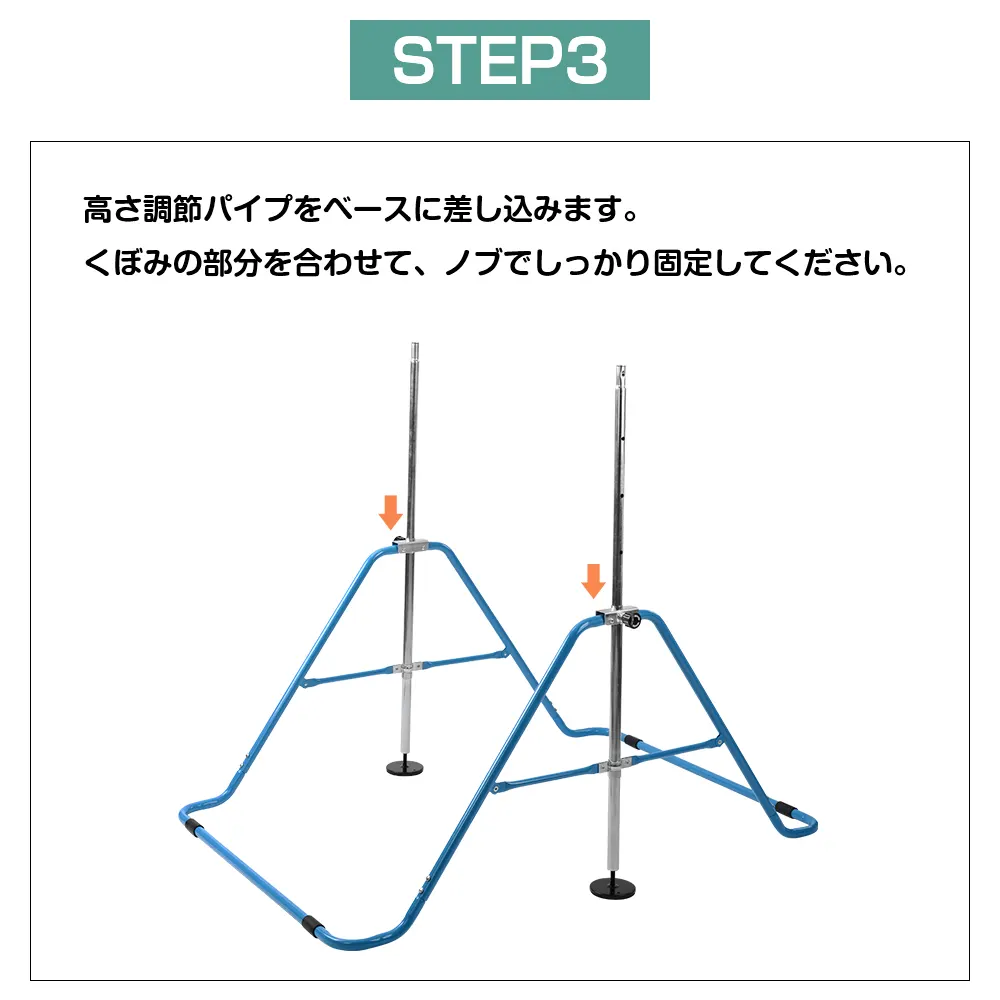 STEP3
高さ調節パイプをベースに差し込みます。
くぼみの部分を合わせて、ノブでしっかり固定してください。